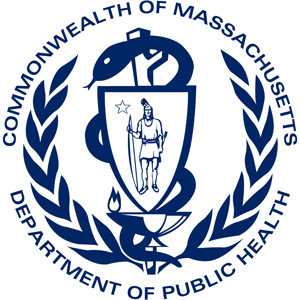 COMMONWEALTH OF MASSACHUSETTS
DEPARTMENT OF PUBLIC HEALTH